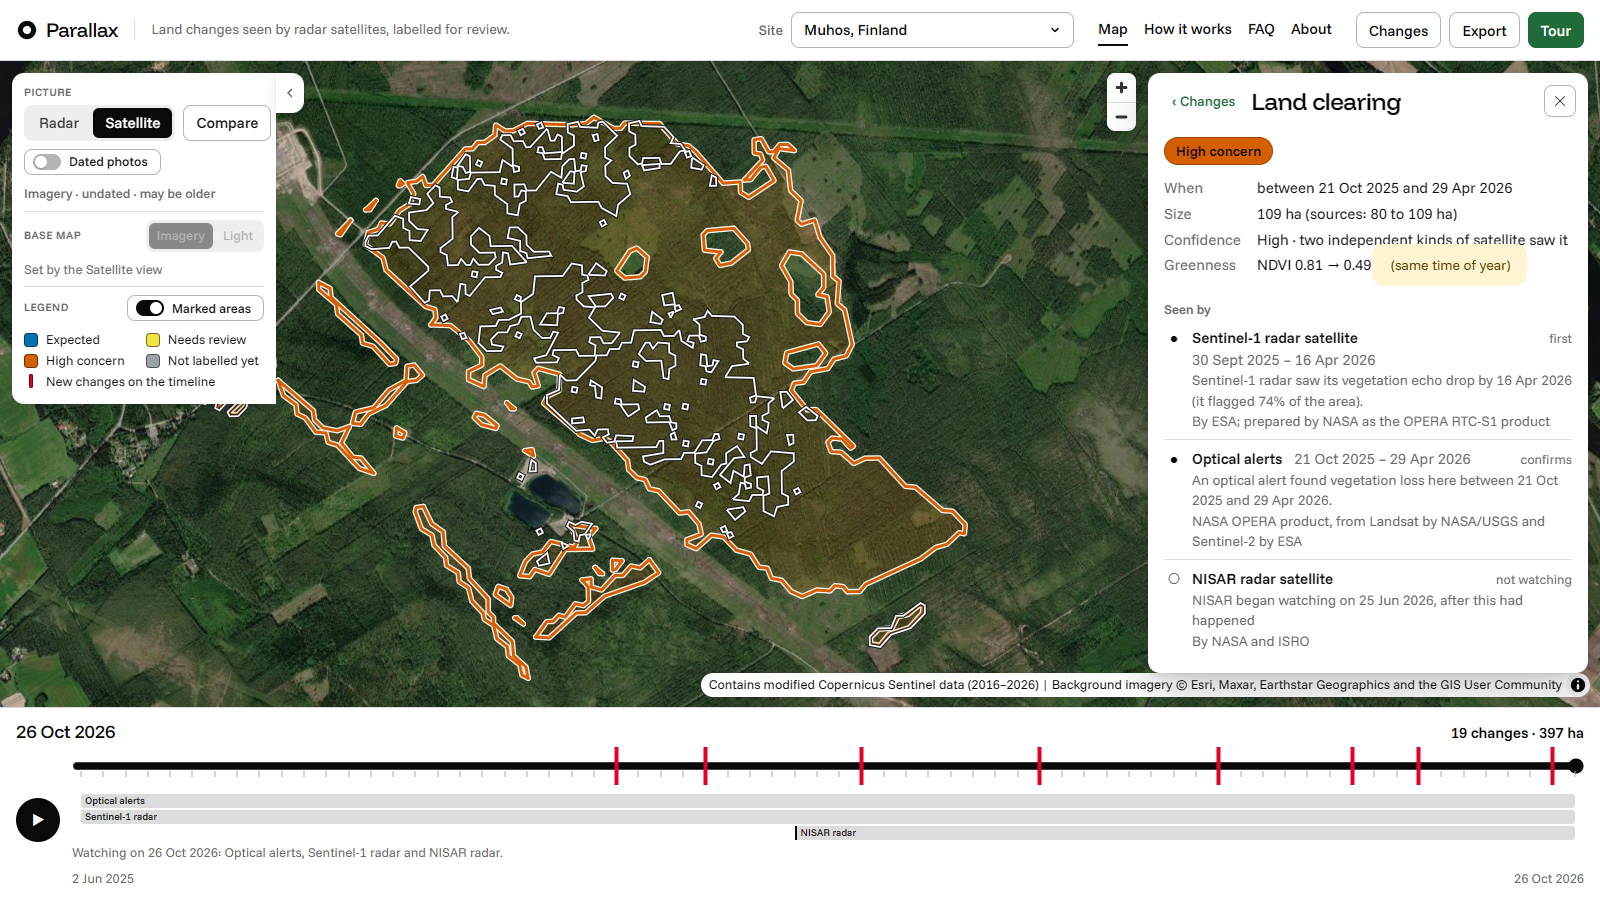 Parallax
Land changes seen by radar satellites, labelled for review.
Site
Muhos, Finland
Map
How it works
FAQ
About
Changes
Export
Tour
PICTURE
Radar
Satellite
Compare
Dated photos
Imagery · undated · may be older
BASE MAP
Imagery
Light
Set by the Satellite view
LEGEND
Marked areas
Expected
Needs review
High concern
Not labelled yet
New changes on the timeline
‹ Changes
Land clearing
High concern
When between 21 Oct 2025 and 29 Apr 2026
Size 109 ha (sources: 80 to 109 ha)
Confidence High · two independent kinds of satellite saw it
Greenness NDVI 0.81 → 0.49 (same time of year)
Seen by
Sentinel-1 radar satellite first
30 Sept 2025 – 16 Apr 2026
Sentinel-1 radar saw its vegetation echo drop by 16 Apr 2026
(it flagged 74% of the area).
By ESA; prepared by NASA as the OPERA RTC-S1 product
Optical alerts 21 Oct 2025 – 29 Apr 2026 confirms
An optical alert found vegetation loss here between 21 Oct
2025 and 29 Apr 2026.
NASA OPERA product, from Landsat by NASA/USGS and
Sentinel-2 by ESA
NISAR radar satellite not watching
NISAR began watching on 25 Jun 2026, after this had
happened
By NASA and ISRO
Contains modified Copernicus Sentinel data (2016–2026) | Background imagery © Esri, Maxar, Earthstar Geographics and the GIS User Community
26 Oct 2026
19 changes · 397 ha
Optical alerts
Sentinel-1 radar
NISAR radar
Watching on 26 Oct 2026: Optical alerts, Sentinel-1 radar and NISAR radar.
2 Jun 2025
26 Oct 2026